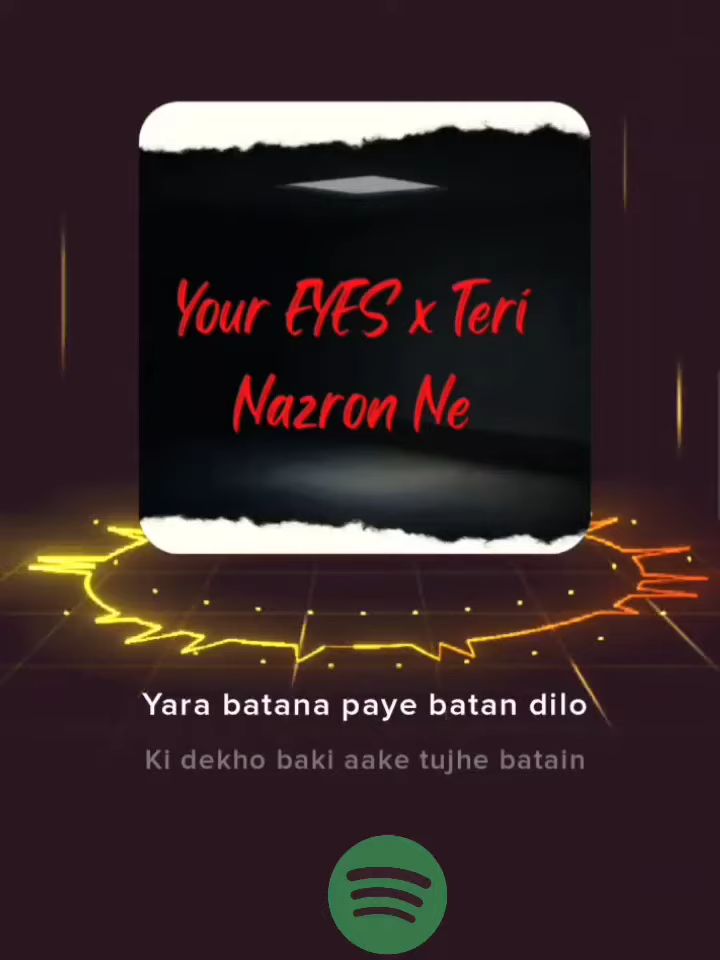 Your EYES x Teri
Nazron Ne
Yara batana paye batan dilo
Ki dekho baki aake tujhe batain